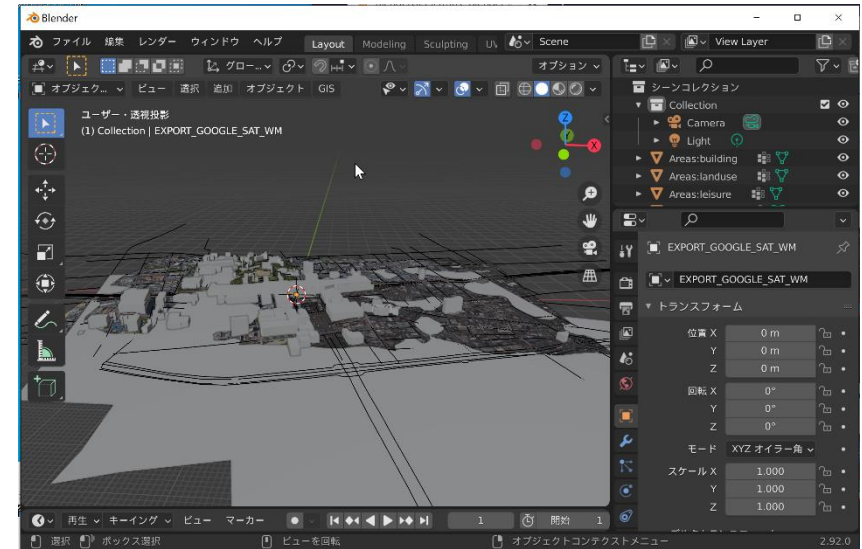 Blender
ファイル 編集 レンダー ウィンドウ ヘルプ Layout Modeling Sculpting UV Scene View Layer
グロー... オプション
オブジェク... ビュー 選択 追加 オブジェクト GIS
ユーザー・透視投影
(1) Collection | EXPORT_GOOGLE_SAT_WM
Z
Y
X
シーンコレクション
Collection
Camera
Light
Areas:building
Areas:landuse
Areas:leisure
EXPORT_GOOGLE_SAT_WM
EXPORT_GOOGLE_SAT_WM
トランスフォーム
位置 X 0 m
Y 0 m
Z 0 m
回転 X 0°
Y 0°
Z 0°
モード XYZ オイラー角
スケール X 1.000
Y 1.000
Z 1.000
再生 キーイング ビュー マーカー 1 開始 1
選択 ボックス選択 ビューを回転 オブジェクトコンテクストメニュー 2.92.0